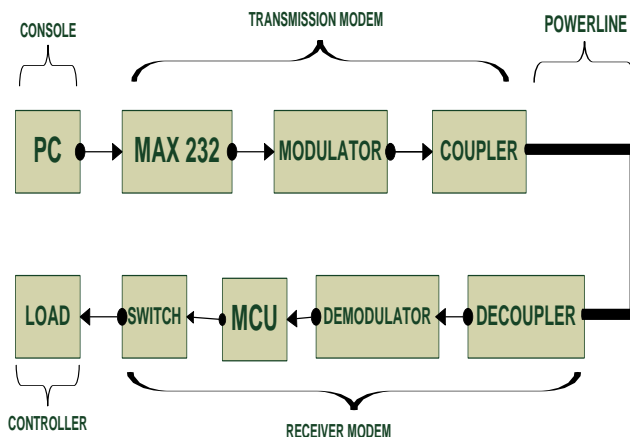 CONSOLE
TRANSMISSION MODEM
POWERLINE
PC
MAX 232
MODULATOR
COUPLER
LOAD
SWITCH
MCU
DEMODULATOR
DECOUPLER
CONTROLLER
RECEIVER MODEM